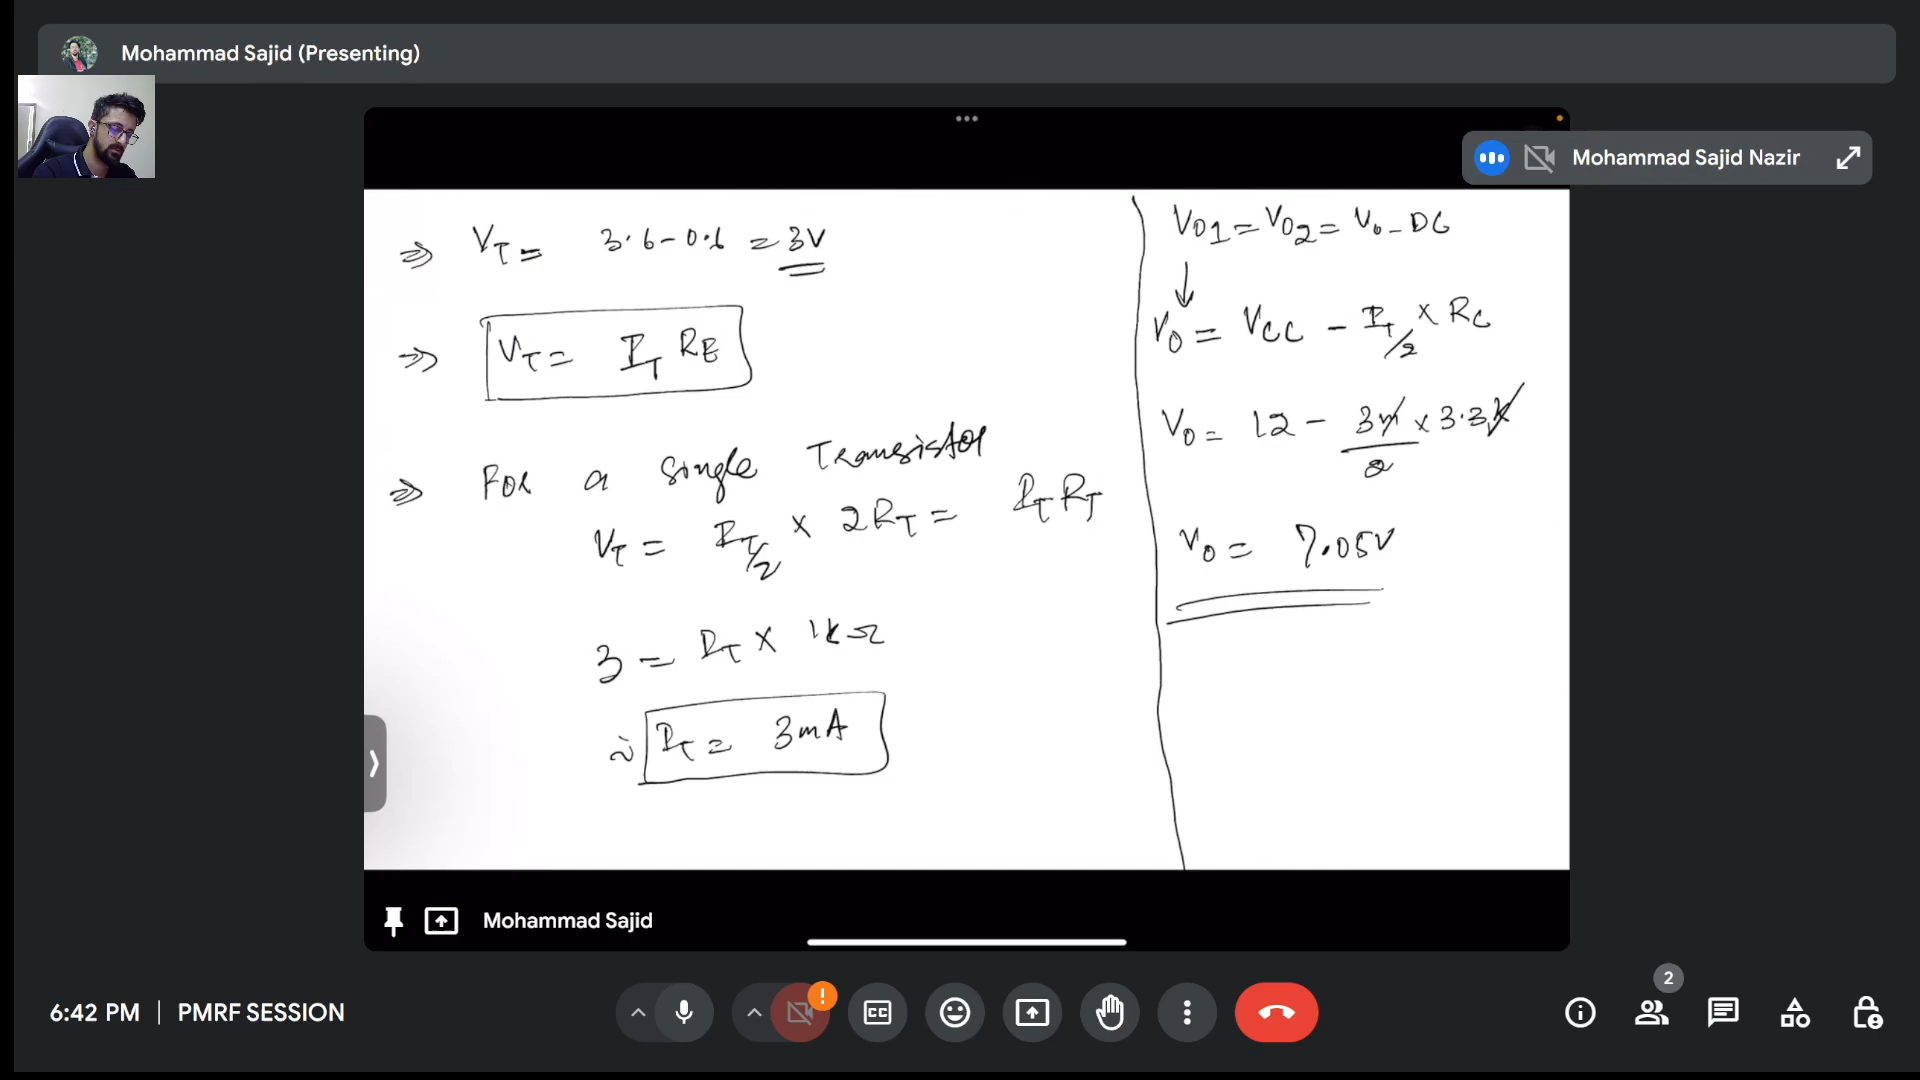 Mohammad Sajid (Presenting)
Mohammad Sajid Nazir
⇒ V_T = 3.6 - 0.6 = 3V
⇒ V_T = I_T R_E
⇒ For a single Transistor
V_T = I_T/2 × 2R_T = I_T R_T
3 = I_T × 1kΩ
I_T = 3mA
V_O1 = V_O2 = V_O-DC
↓
V_O = V_CC - I_T/2 × R_C
V_O = 12 - 3m/2 × 3.3k
V_O = 7.05V
Mohammad Sajid
6:42 PM | PMRF SESSION
2